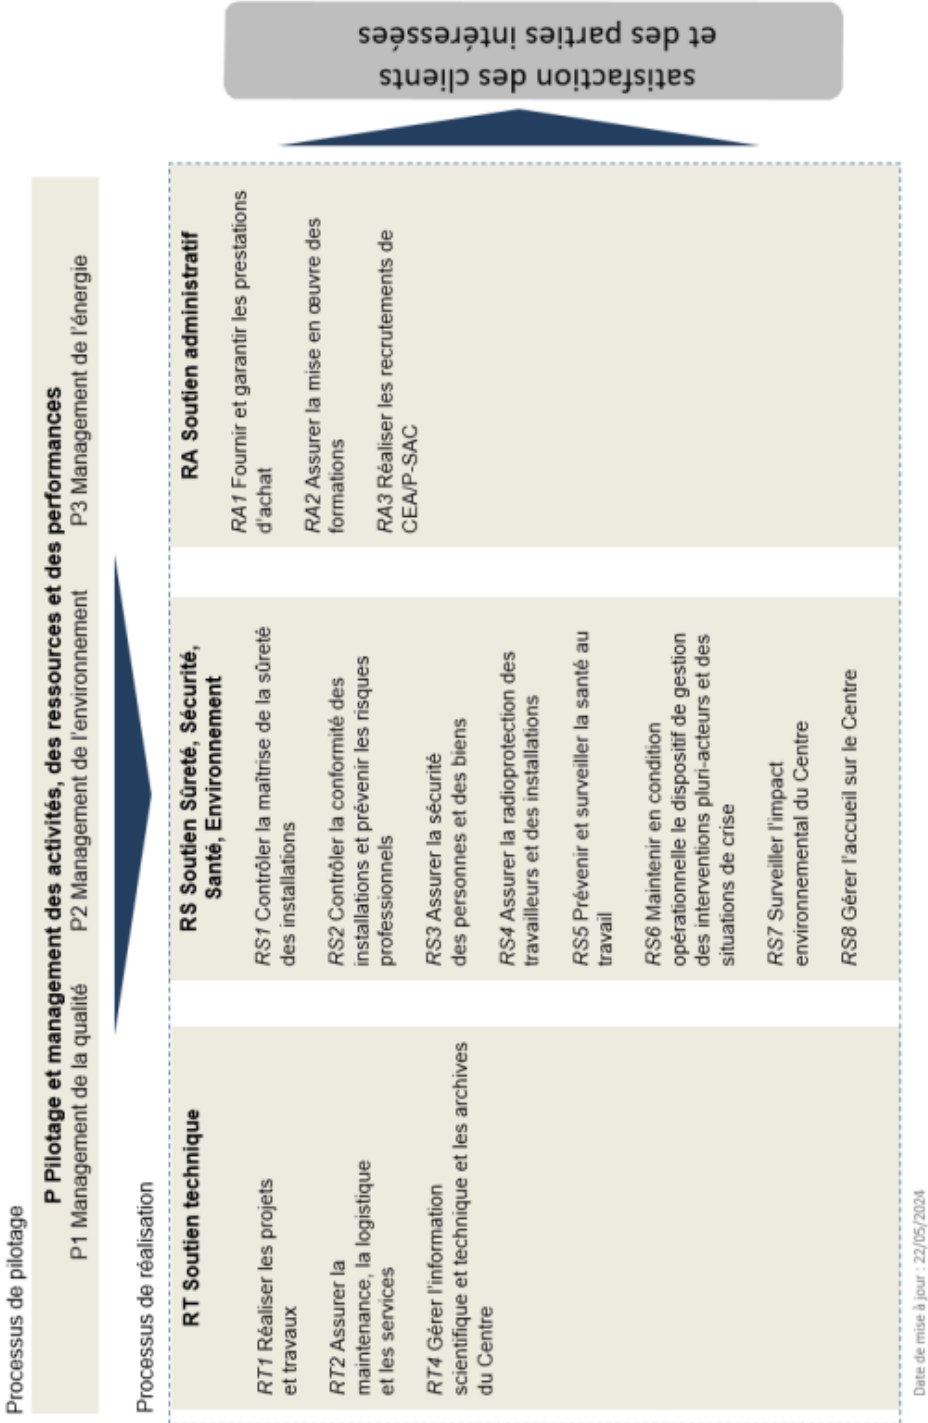 Processus de pilotage
P Pilotage et management des activités, des ressources et des performances
P1 Management de la qualité P2 Management de l'environnement P3 Management de l'énergie
Processus de réalisation
RT Soutien technique
RT1 Réaliser les projets
et travaux
RT2 Assurer la
maintenance, la logistique
et les services
RT4 Gérer l'information
scientifique et technique et les archives
du Centre
RS Soutien Sûreté, Sécurité,
Santé, Environnement
RS1 Contrôler la maîtrise de la sûreté
des installations
RS2 Contrôler la conformité des
installations et prévenir les risques
professionnels
RS3 Assurer la sécurité
des personnes et des biens
RS4 Assurer la radioprotection des
travailleurs et des installations
RS5 Prévenir et surveiller la santé au
travail
RS6 Maintenir en condition
opérationnelle le dispositif de gestion
des interventions pluri-acteurs et des
situations de crise
RS7 Surveiller l'impact
environnemental du Centre
RS8 Gérer l'accueil sur le Centre
RA Soutien administratif
RA1 Fournir et garantir les prestations
d'achat
RA2 Assurer la mise en œuvre des
formations
RA3 Réaliser les recrutements de
CEA/P-SAC
satisfaction des clients
et des parties intéressées
Date de mise à jour : 22/05/2024